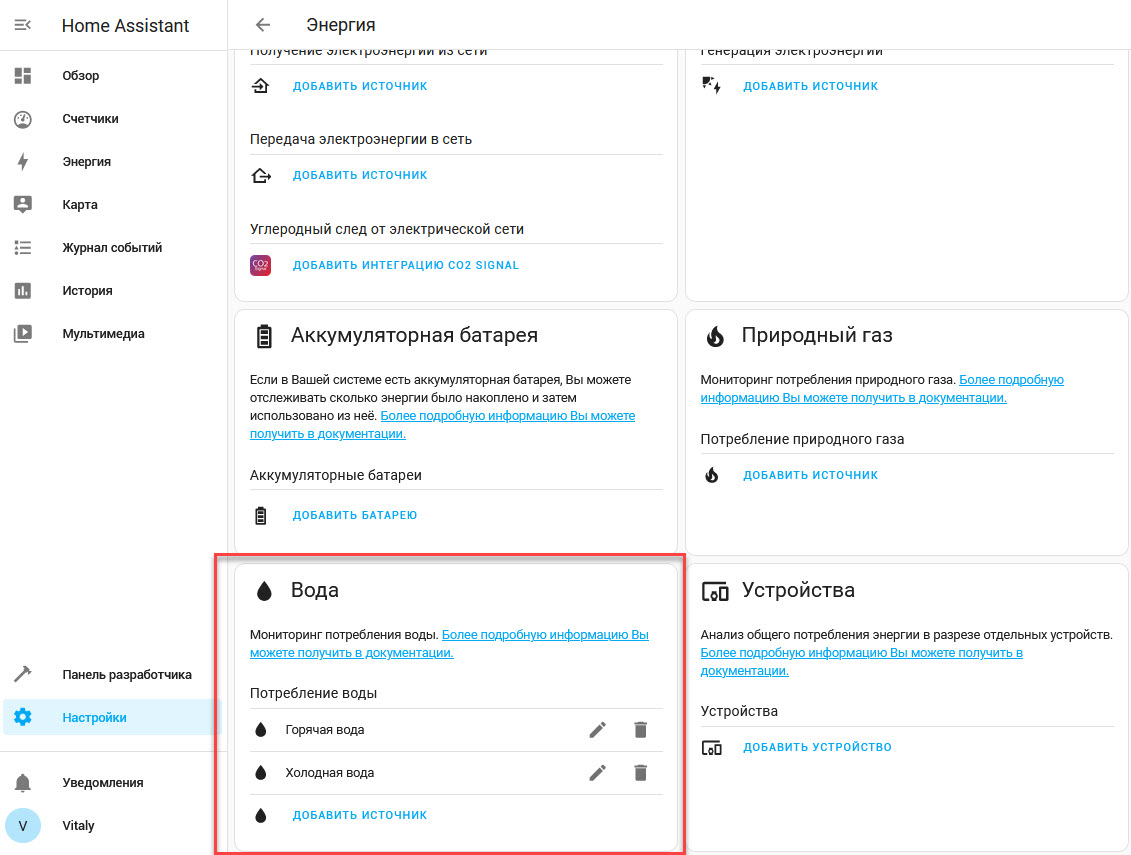 Home Assistant
Обзор
Счетчики
Энергия
Карта
Журнал событий
История
Мультимедиа
Панель разработчика
Настройки
Уведомления
V
Vitaly
Энергия
Получение электроэнергии из сети
ДОБАВИТЬ ИСТОЧНИК
Передача электроэнергии в сеть
ДОБАВИТЬ ИСТОЧНИК
Углеродный след от электрической сети
CO2
Signal
ДОБАВИТЬ ИНТЕГРАЦИЮ CO2 SIGNAL
Генерация электроэнергии
ДОБАВИТЬ ИСТОЧНИК
Аккумуляторная батарея
Если в Вашей системе есть аккумуляторная батарея, Вы можете
отслеживать сколько энергии было накоплено и затем
использовано из неё. Более подробную информацию Вы можете
получить в документации.
Аккумуляторные батареи
ДОБАВИТЬ БАТАРЕЮ
Природный газ
Мониторинг потребления природного газа. Более подробную
информацию Вы можете получить в документации.
Потребление природного газа
ДОБАВИТЬ ИСТОЧНИК
Вода
Мониторинг потребления воды. Более подробную информацию Вы
можете получить в документации.
Потребление воды
Горячая вода
Холодная вода
ДОБАВИТЬ ИСТОЧНИК
Устройства
Анализ общего потребления энергии в разрезе отдельных устройств.
Более подробную информацию Вы можете получить в
документации.
Устройства
ДОБАВИТЬ УСТРОЙСТВО